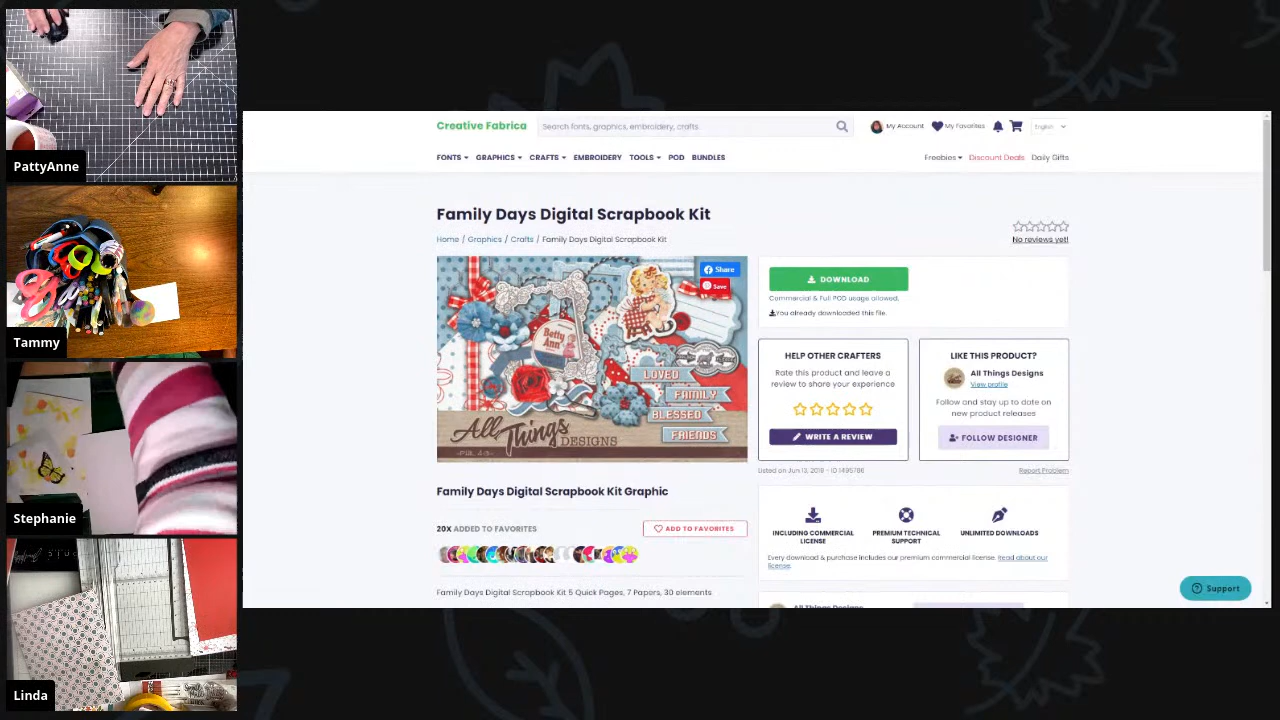 PattyAnne
Tammy
Stephanie
Linda
Creative Fabrica
Search fonts, graphics, embroidery, crafts
My Account
My Favorites
English
FONTS
GRAPHICS
CRAFTS
EMBROIDERY
TOOLS
POD
BUNDLES
Freebies
Discount Deals
Daily Gifts
Family Days Digital Scrapbook Kit
Home / Graphics / Crafts / Family Days Digital Scrapbook Kit
No reviews yet!
Share
Save
LOVED
FAMILY
BLESSED
FRIENDS
All Things
DESIGNS
DOWNLOAD
Commercial & Full POD usage allowed.
You already downloaded this file.
HELP OTHER CRAFTERS
Rate this product and leave a
review to share your experience
WRITE A REVIEW
LIKE THIS PRODUCT?
All Things Designs
View profile
Follow and stay up to date on
new product releases
FOLLOW DESIGNER
Report Problem
Family Days Digital Scrapbook Kit Graphic
20X ADDED TO FAVORITES
ADD TO FAVORITES
INCLUDING COMMERCIAL
LICENSE
PREMIUM TECHNICAL
SUPPORT
UNLIMITED DOWNLOADS
Every download & purchase includes our premium commercial license. Read about our
license.
Family Days Digital Scrapbook Kit 5 Quick Pages, 7 Papers, 30 elements
All Things Designs
Support